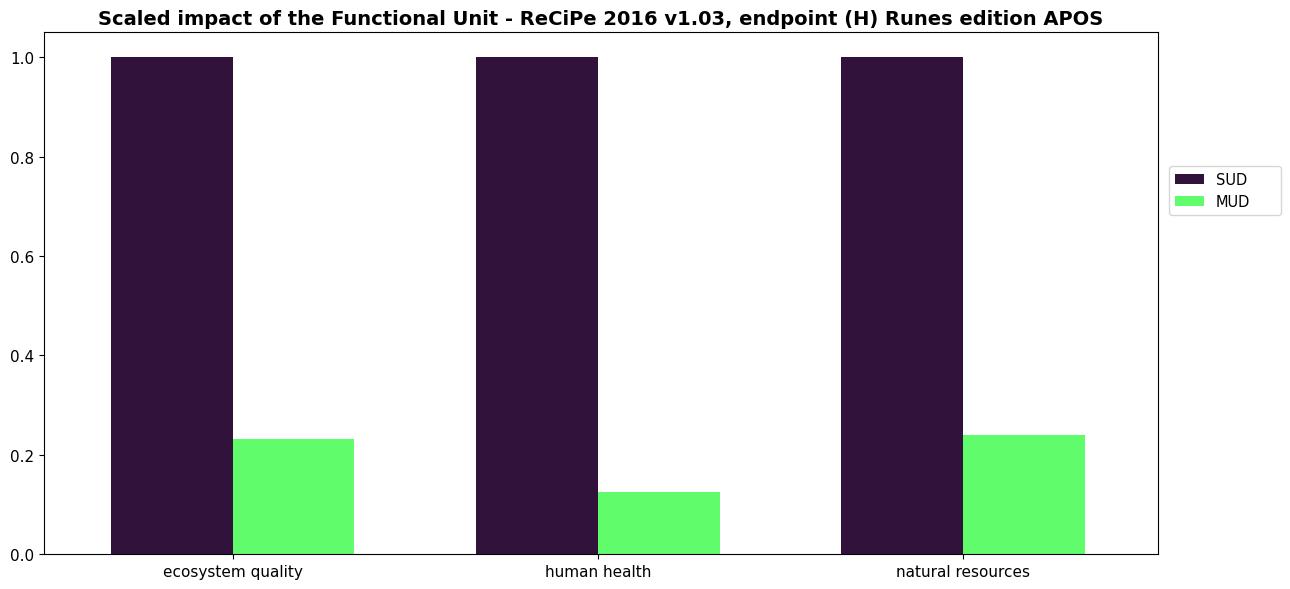 Scaled impact of the Functional Unit - ReCiPe 2016 v1.03, endpoint (H) Runes edition APOS
1.0
0.8
0.6
0.4
0.2
0.0
SUD
MUD
ecosystem quality
human health
natural resources